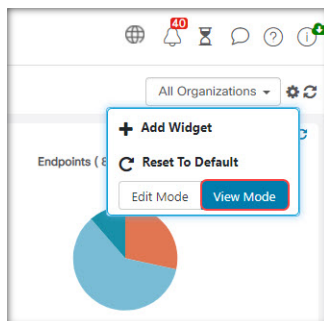 40
All Organizations
Add Widget
Endpoints ( 8
Reset To Default
Edit Mode View Mode